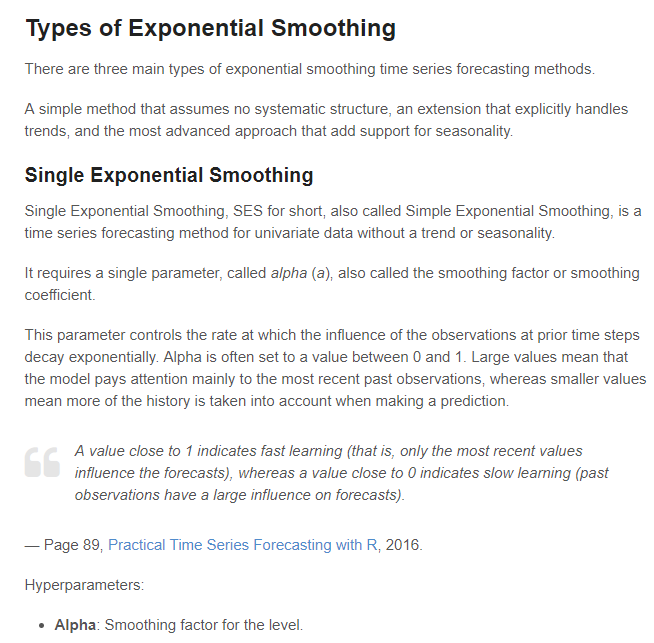 Types of Exponential Smoothing
There are three main types of exponential smoothing time series forecasting methods.
A simple method that assumes no systematic structure, an extension that explicitly handles
trends, and the most advanced approach that add support for seasonality.
Single Exponential Smoothing
Single Exponential Smoothing, SES for short, also called Simple Exponential Smoothing, is a
time series forecasting method for univariate data without a trend or seasonality.
It requires a single parameter, called alpha (a), also called the smoothing factor or smoothing
coefficient.
This parameter controls the rate at which the influence of the observations at prior time steps
decay exponentially. Alpha is often set to a value between 0 and 1. Large values mean that
the model pays attention mainly to the most recent past observations, whereas smaller values
mean more of the history is taken into account when making a prediction.
A value close to 1 indicates fast learning (that is, only the most recent values
influence the forecasts), whereas a value close to 0 indicates slow learning (past
observations have a large influence on forecasts).
— Page 89, Practical Time Series Forecasting with R, 2016.
Hyperparameters:
• Alpha: Smoothing factor for the level.